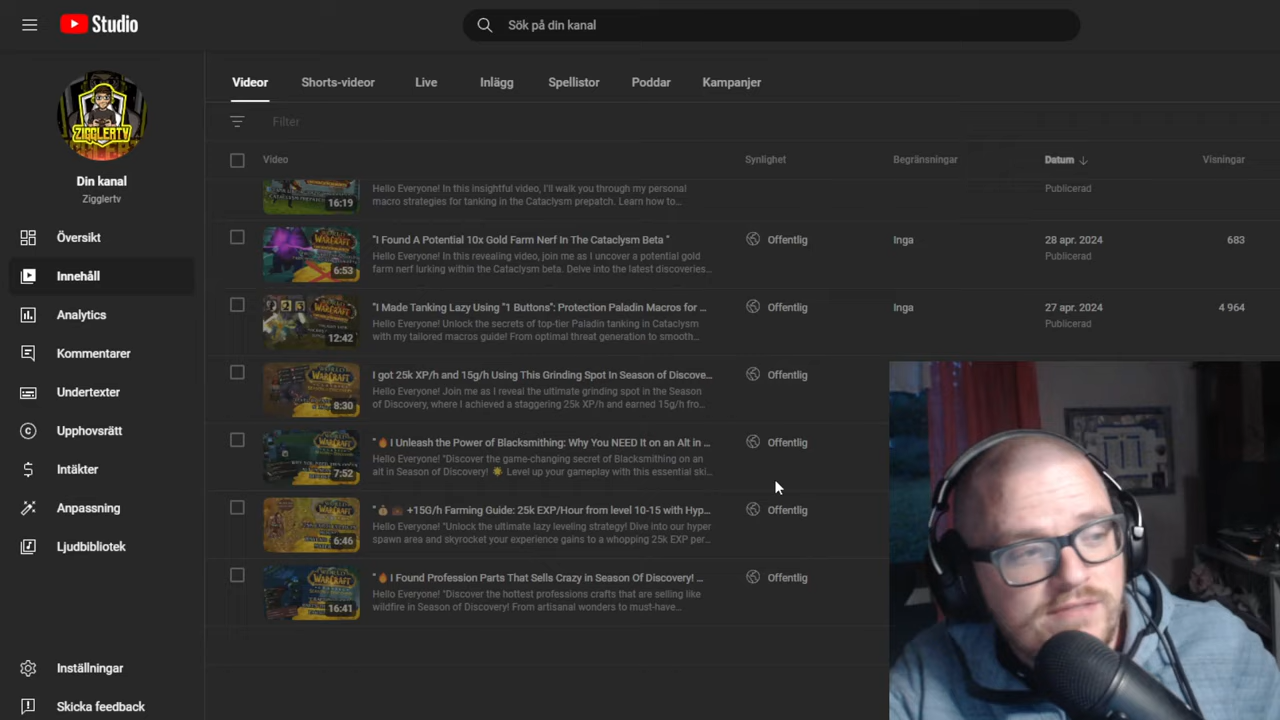 Studio
Sök på din kanal
ZIGGLERTV
Din kanal
Zigglertv
Översikt
Innehåll
Analytics
Kommentarer
Undertexter
Upphovsrätt
Intäkter
Anpassning
Ljudbibliotek
Inställningar
Skicka feedback
Videor Shorts-videor Live Inlägg Spellistor Poddar Kampanjer
Filter
Video Synlighet Begränsningar Datum Visningar
16:19
Hello Everyone! In this insightful video, I'll walk you through my personal
macro strategies for tanking in the Cataclysm prepatch. Learn how to...
Publicerad
6:53
"I Found A Potential 10x Gold Farm Nerf In The Cataclysm Beta "
Hello Everyone! In this revealing video, join me as I uncover a potential gold
farm nerf lurking within the Cataclysm beta. Delve into the latest discoveries...
Offentlig Inga 28 apr. 2024 683
Publicerad
12:42
"I Made Tanking Lazy Using "1 Buttons": Protection Paladin Macros for ...
Hello Everyone! Unlock the secrets of top-tier Paladin tanking in Cataclysm
with my tailored macros guide! From optimal threat generation to smooth...
Offentlig Inga 27 apr. 2024 4 964
Publicerad
8:30
I got 25k XP/h and 15g/h Using This Grinding Spot In Season of Discove...
Hello Everyone! Join me as I reveal the ultimate grinding spot in the Season
of Discovery, where I achieved a staggering 25k XP/h and earned 15g/h fro...
Offentlig
7:52
"🔥I Unleash the Power of Blacksmithing: Why You NEED It on an Alt in ...
Hello Everyone! "Discover the game-changing secret of Blacksmithing on an
alt in Season of Discovery! 🌟 Level up your gameplay with this essential ski...
Offentlig
6:46
"💰💼 +15G/h Farming Guide: 25k EXP/Hour from level 10-15 with Hyp...
Hello Everyone! "Unlock the ultimate lazy leveling strategy! Dive into our hyper
spawn area and skyrocket your experience gains to a whopping 25k EXP per...
Offentlig
16:41
"🔥I Found Profession Parts That Sells Crazy in Season Of Discovery! ...
Hello Everyone! "Discover the hottest professions crafts that are selling like
wildfire in Season of Discovery! From artisanal wonders to must-have...
Offentlig